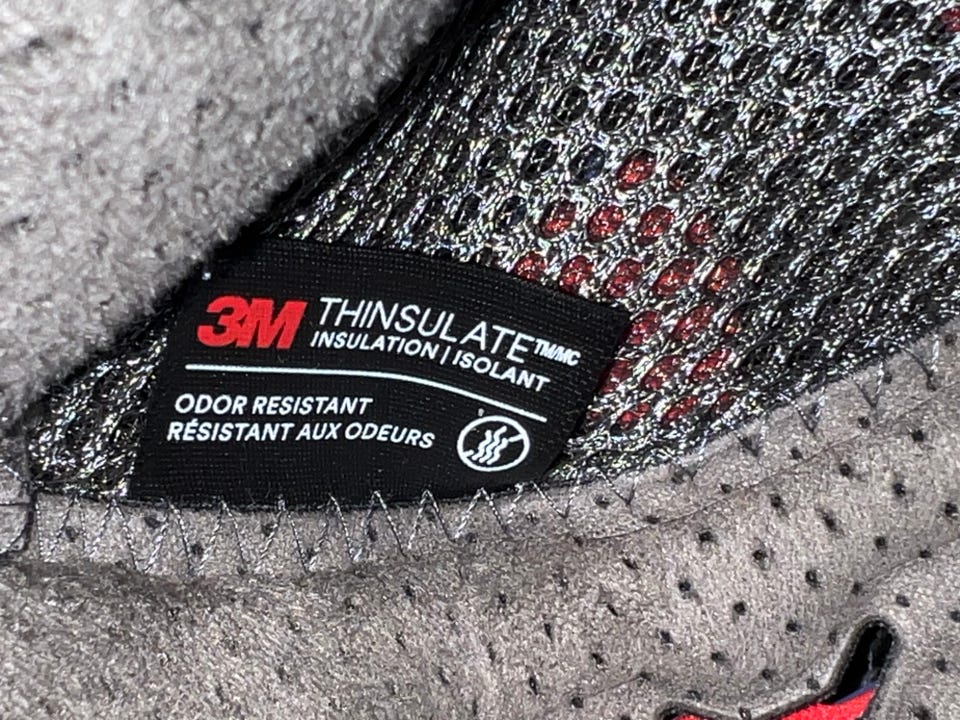 3M THINSULATE™/MC
INSULATION | ISOLANT
ODOR RESISTANT
RÉSISTANT AUX ODEURS